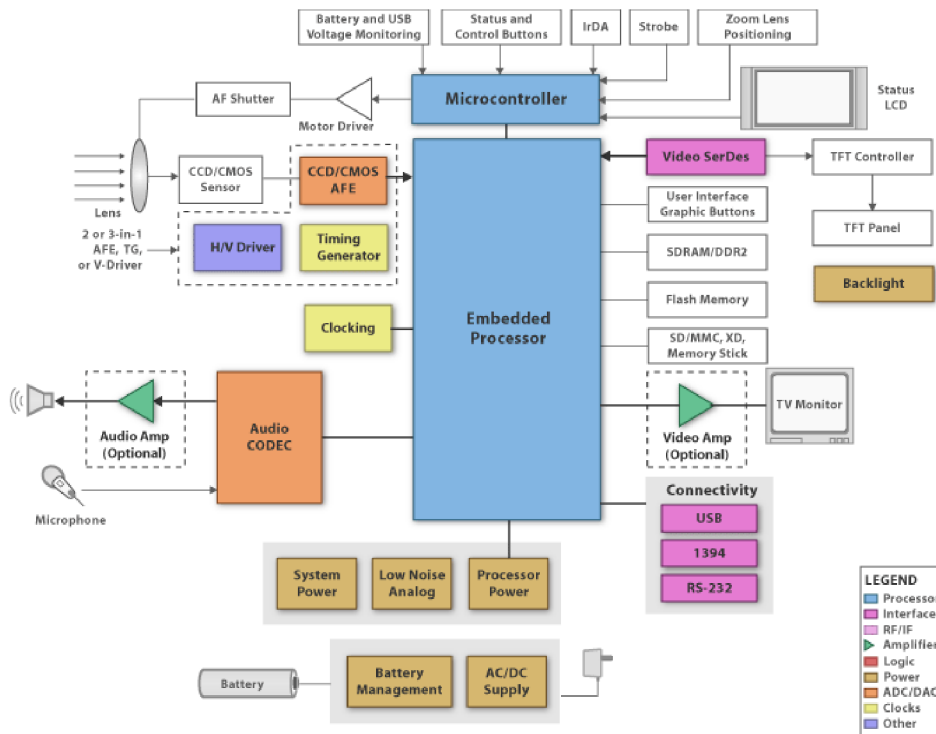 Battery and USB
Voltage Monitoring
Status and
Control Buttons
IrDA
Strobe
Zoom Lens
Positioning
Microcontroller
Status
LCD
AF Shutter
Motor Driver
Video SerDes
TFT Controller
CCD/CMOS
Sensor
CCD/CMOS
AFE
Lens
User Interface
Graphic Buttons
TFT Panel
2 or 3-in-1
AFE, TG,
or V-Driver
H/V Driver
Timing
Generator
SDRAM/DDR2
Backlight
Flash Memory
Clocking
Embedded
Processor
SD/MMC, XD,
Memory Stick
Audio Amp
(Optional)
Audio
CODEC
Video Amp
(Optional)
TV Monitor
Microphone
Connectivity
USB
1394
RS-232
System
Power
Low Noise
Analog
Processor
Power
Battery
Battery
Management
AC/DC
Supply
LEGEND
Processor
Interface
RF/IF
Amplifier
Logic
Power
ADC/DAC
Clocks
Other